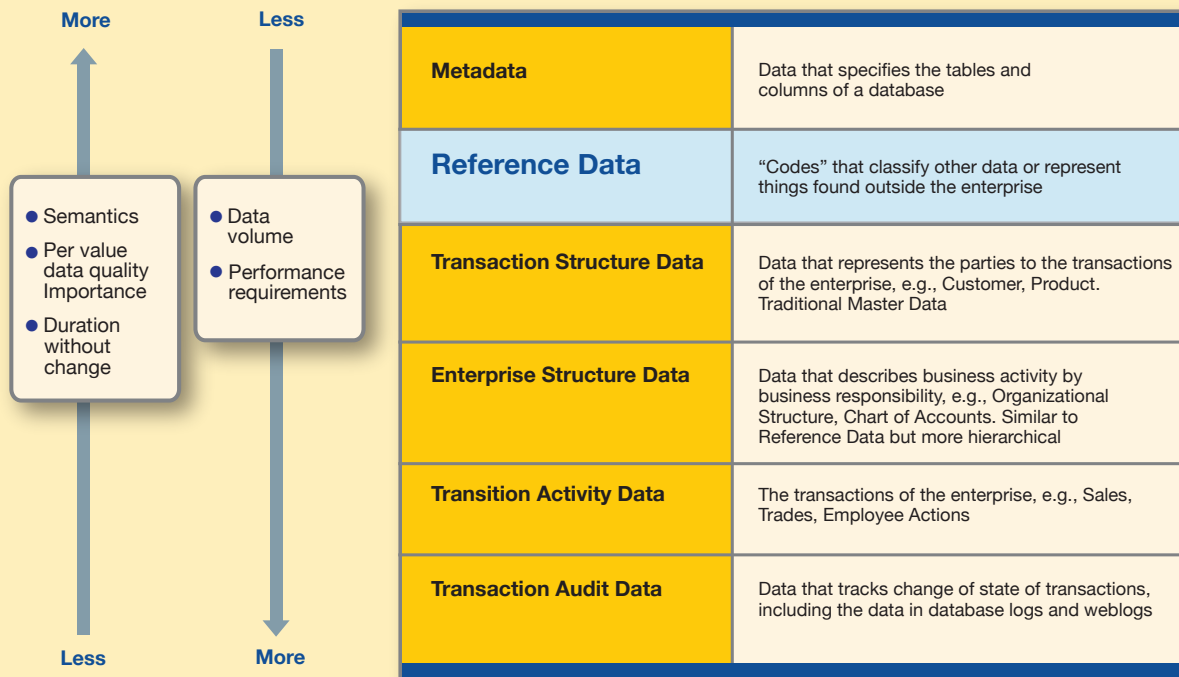 More
Less
● Semantics
● Per value
data quality
Importance
● Duration
without
change
● Data
volume
● Performance
requirements
Less
More
Metadata
Data that specifies the tables and
columns of a database
Reference Data
“Codes” that classify other data or represent
things found outside the enterprise
Transaction Structure Data
Data that represents the parties to the transactions
of the enterprise, e.g., Customer, Product.
Traditional Master Data
Enterprise Structure Data
Data that describes business activity by
business responsibility, e.g., Organizational
Structure, Chart of Accounts. Similar to
Reference Data but more hierarchical
Transition Activity Data
The transactions of the enterprise, e.g., Sales,
Trades, Employee Actions
Transaction Audit Data
Data that tracks change of state of transactions,
including the data in database logs and weblogs